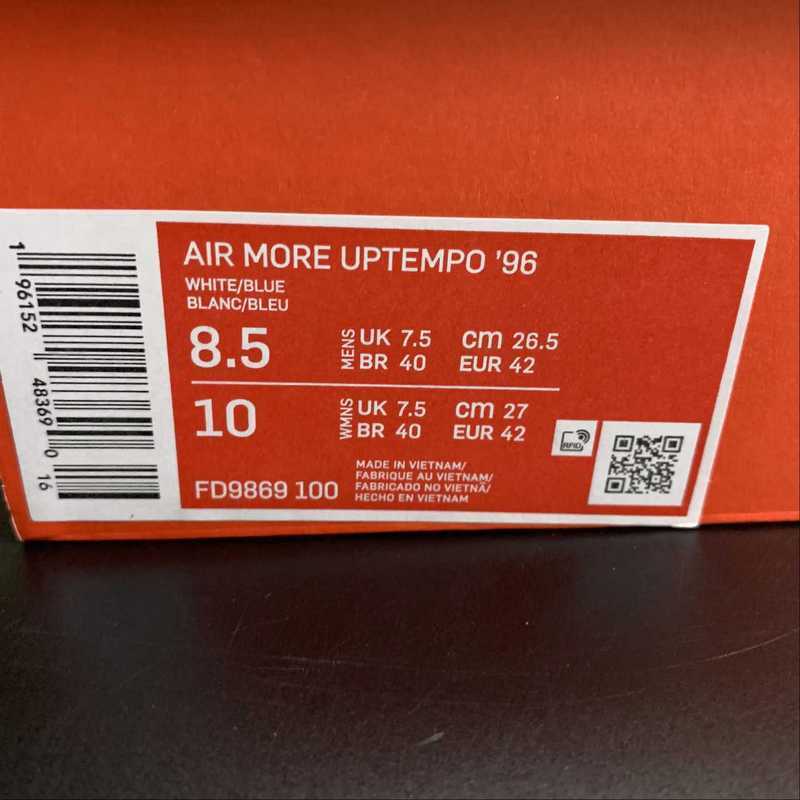 AIR MORE UPTEMPO '96
WHITE/BLUE
BLANC/BLEU
8.5
MENS
UK 7.5 cm 26.5
BR 40 EUR 42
10
WMNS
UK 7.5 cm 27
BR 40 EUR 42
RFID
FD9869 100
MADE IN VIETNAM/
FABRIQUE AU VIETNAM/
FABRICADO NO VIETNÃ/
HECHO EN VIETNAM
1 96152 48369 0 16